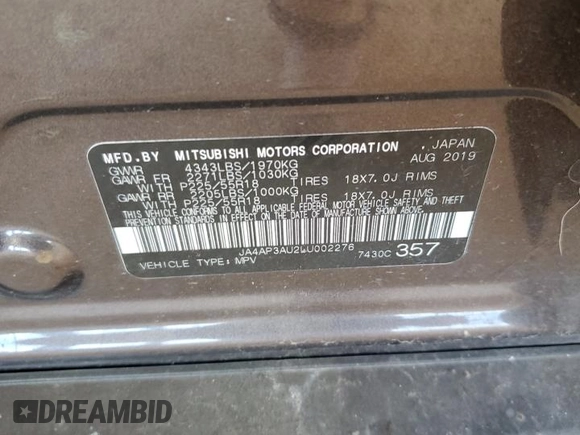 MFD.BY MITSUBISHI MOTORS CORPORATION JAPAN
GWWR 4343LBS/1970KG AUG 2019
GAWR FR 2271LBS/1030KG
WITH P225/55R18 TIRES 18X7.0J RIMS
GAWR RR 2205LBS/1000KG
WITH P225/55R18 TIRES 18X7.0J RIMS
THIS VEHICLE CONFORMS TO ALL APPLICABLE FEDERAL MOTOR VEHICLE SAFETY, BUMPER, AND THEFT
PREVENTION STANDARDS IN EFFECT ON THE DATE OF MANUFACTURE SHOWN ABOVE.
JA4AP3AU2LU002276
VEHICLE TYPE: MPV 7430C 357
DREAMBID